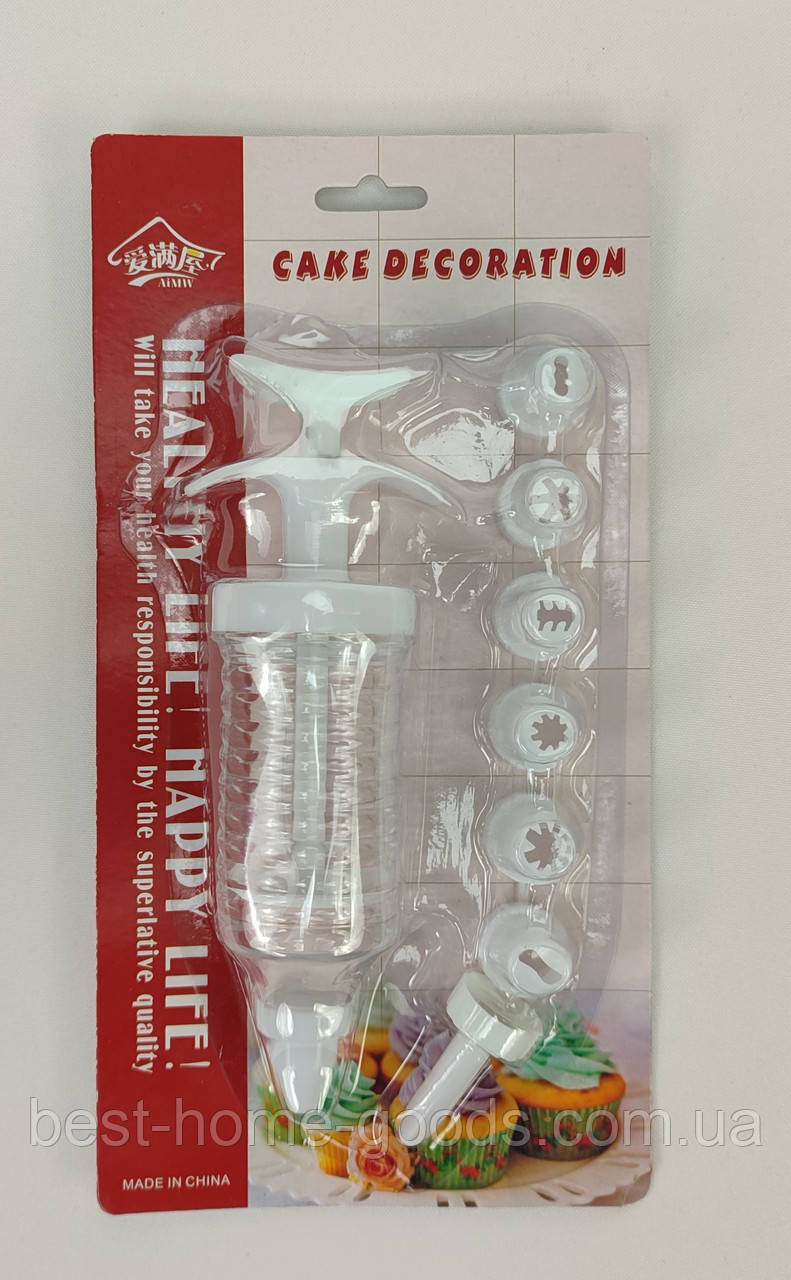 爱满屋
AiMW
CAKE DECORATION
HEALTHY LIFE! HAPPY LIFE!
Will take your health responsibility by the superlative quality
best-home-goods.com.ua
MADE IN CHINA